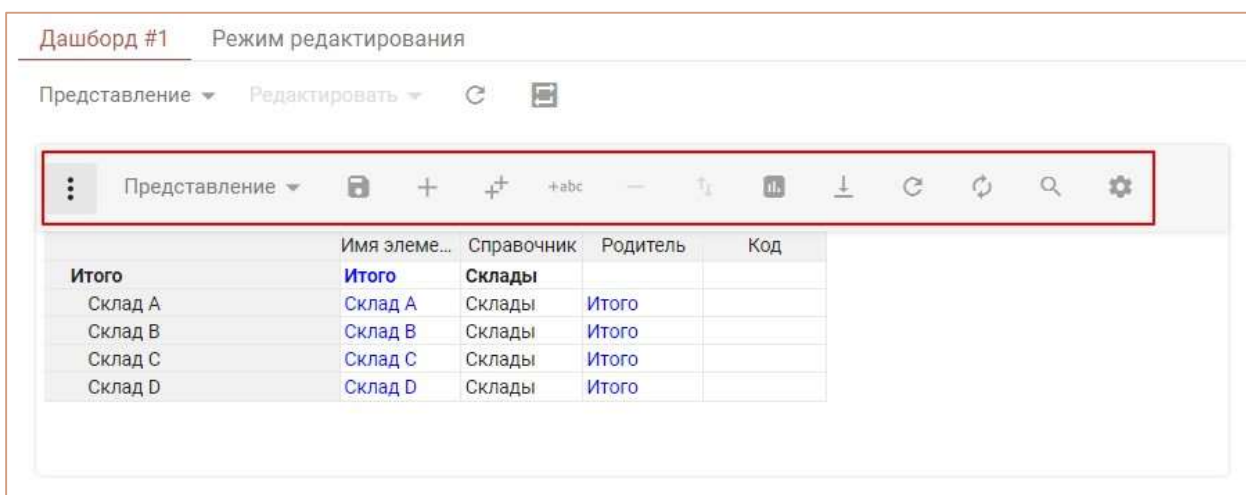 Дашборд #1 Режим редактирования
Представление Редактировать
Представление +abc
Имя элеме... Справочник Родитель Код
Итого Итого Склады
Склад A Склад A Склады Итого
Склад B Склад B Склады Итого
Склад C Склад C Склады Итого
Склад D Склад D Склады Итого